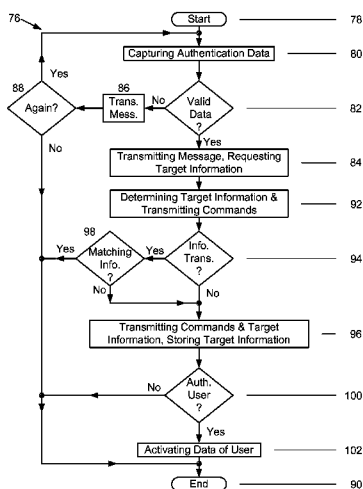 76
Start
78
Capturing Authentication Data
80
Yes
88
86
Again?
Trans.
Mess.
No
Valid
Data
?
82
No
Yes
Transmitting Message, Requesting
Target Information
84
Determining Target Information &
Transmitting Commands
92
98
Yes
Matching
Info.
?
Yes
Info.
Trans.
?
94
No
No
Transmitting Commands & Target
Information, Storing Target Information
96
No
Auth.
User
?
100
Yes
Activating Data of User
102
End
90